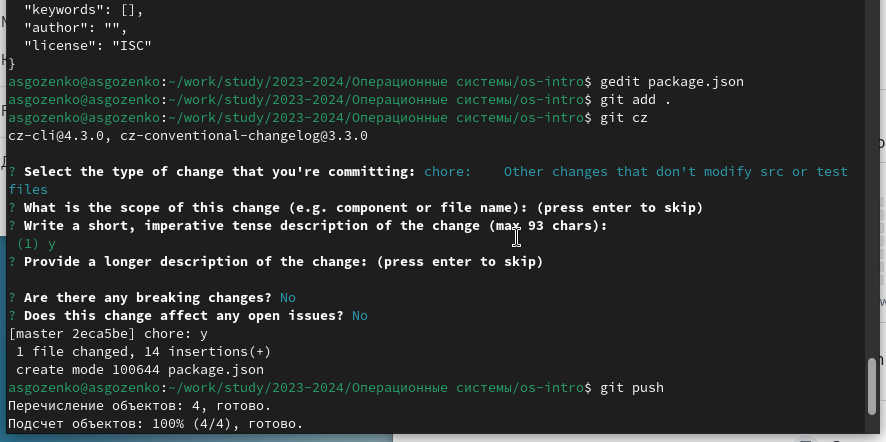 "keywords": [],
"author": "",
"license": "ISC"
}
asgozenko@asgozenko:~/work/study/2023-2024/Операционные системы/os-intro$ gedit package.json
asgozenko@asgozenko:~/work/study/2023-2024/Операционные системы/os-intro$ git add .
asgozenko@asgozenko:~/work/study/2023-2024/Операционные системы/os-intro$ git cz
cz-cli@4.3.0, cz-conventional-changelog@3.3.0
? Select the type of change that you're committing: chore:    Other changes that don't modify src or test
files
? What is the scope of this change (e.g. component or file name): (press enter to skip)
? Write a short, imperative tense description of the change (max 93 chars):
(1) y
? Provide a longer description of the change: (press enter to skip)
? Are there any breaking changes? No
? Does this change affect any open issues? No
[master 2eca5be] chore: y
1 file changed, 14 insertions(+)
create mode 100644 package.json
asgozenko@asgozenko:~/work/study/2023-2024/Операционные системы/os-intro$ git push
Перечисление объектов: 4, готово.
Подсчет объектов: 100% (4/4), готово.